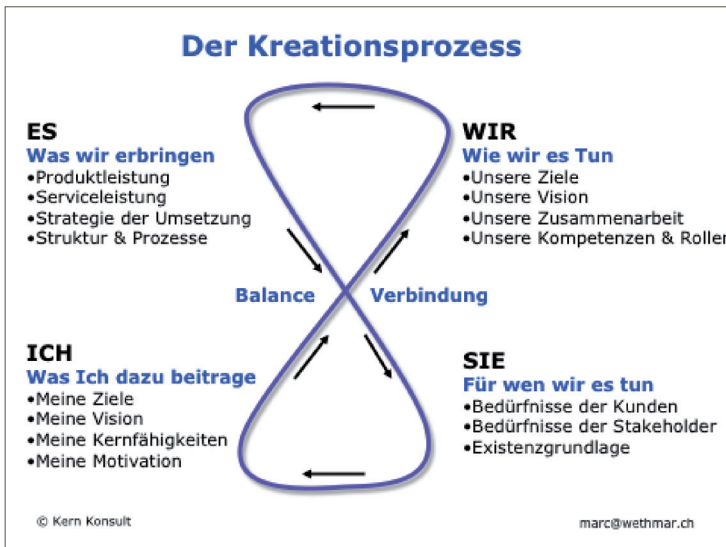 Der Kreationsprozess
ES
Was wir erbringen
•Produktleistung
•Serviceleistung
•Strategie der Umsetzung
•Struktur & Prozesse
WIR
Wie wir es Tun
•Unsere Ziele
•Unsere Vision
•Unsere Zusammenarbeit
•Unsere Kompetenzen & Rollen
Balance
Verbindung
ICH
Was Ich dazu beitrage
•Meine Ziele
•Meine Vision
•Meine Kernfähigkeiten
•Meine Motivation
SIE
Für wen wir es tun
•Bedürfnisse der Kunden
•Bedürfnisse der Stakeholder
•Existenzgrundlage
© Kern Konsult
marc@wethmar.ch